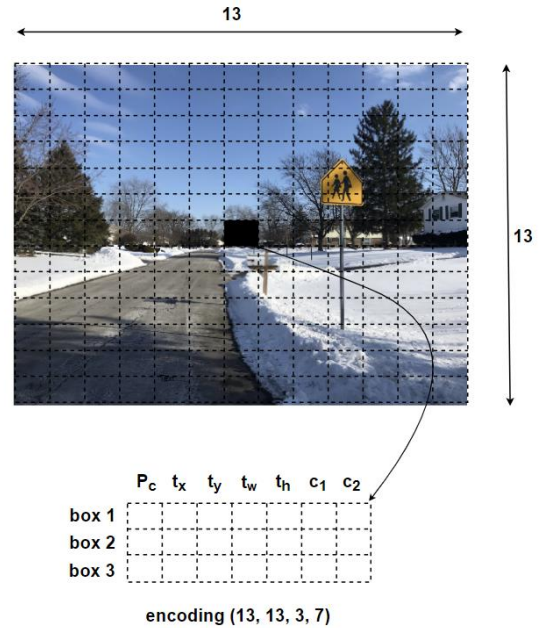 13
13
Pc tx ty tw th c1 c2
box 1
box 2
box 3
encoding (13, 13, 3, 7)